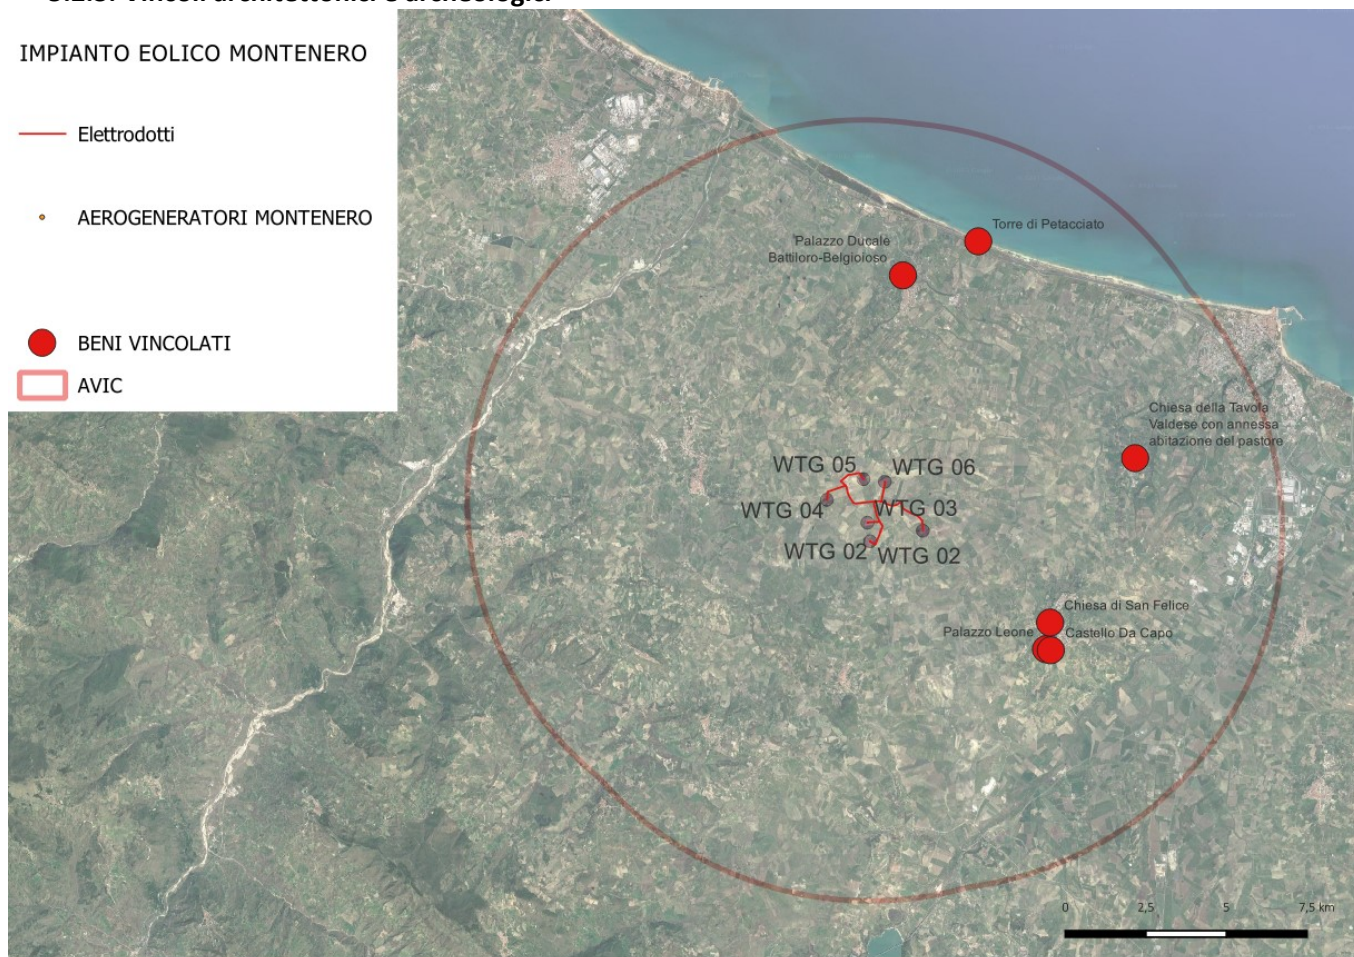 IMPIANTO EOLICO MONTENERO
Elettrodotti
AEROGENERATORI MONTENERO
BENI VINCOLATI
AVIC
Torre di Petacciato
Palazzo Ducale
Battiloro-Belgioioso
Chiesa della Tavola
Valdese con annessa
abitazione del pastore
WTG 05
WTG 06
WTG 04
WTG 03
WTG 02
WTG 02
Chiesa di San Felice
Palazzo Leone
Castello Da Capo
0
2,5
5
7,5 km